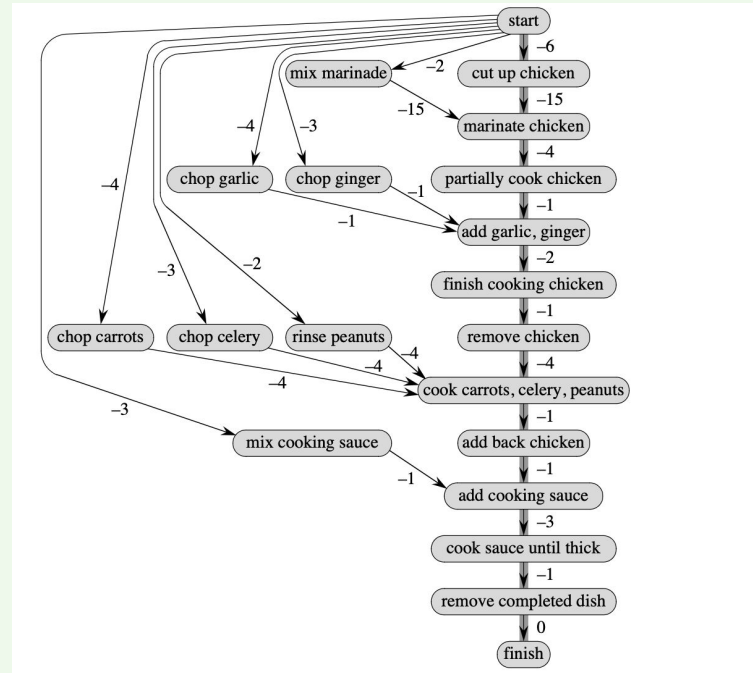 start
–6
mix marinade
–2
cut up chicken
–15
–15
marinate chicken
–4
–3
–4
chop garlic
chop ginger
partially cook chicken
–4
–1
–1
–1
add garlic, ginger
–2
–3
–2
finish cooking chicken
–1
chop carrots
chop celery
rinse peanuts
remove chicken
–4
–4
–4
–4
cook carrots, celery, peanuts
–3
–1
mix cooking sauce
add back chicken
–1
–1
add cooking sauce
–3
cook sauce until thick
–1
remove completed dish
0
finish